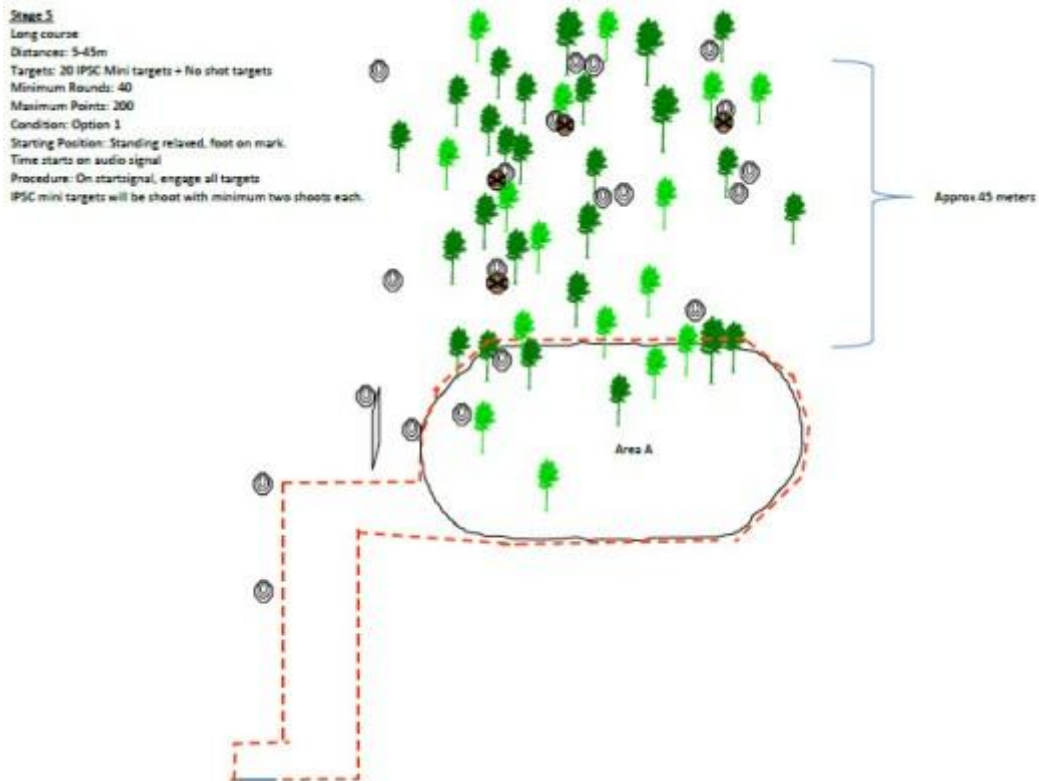 Stage 5
Long course
Distances: 5-45m
Targets: 20 IPSC Mini targets + No shot targets
Minimum Rounds: 40
Maximum Points: 200
Condition: Option 1
Starting Position: Standing relaxed, foot on mark.
Time starts on audio signal
Procedure: On startsignal, engage all targets
IPSC mini targets will be shoot with minimum two shoots each.
Approx 45 meters
Area A